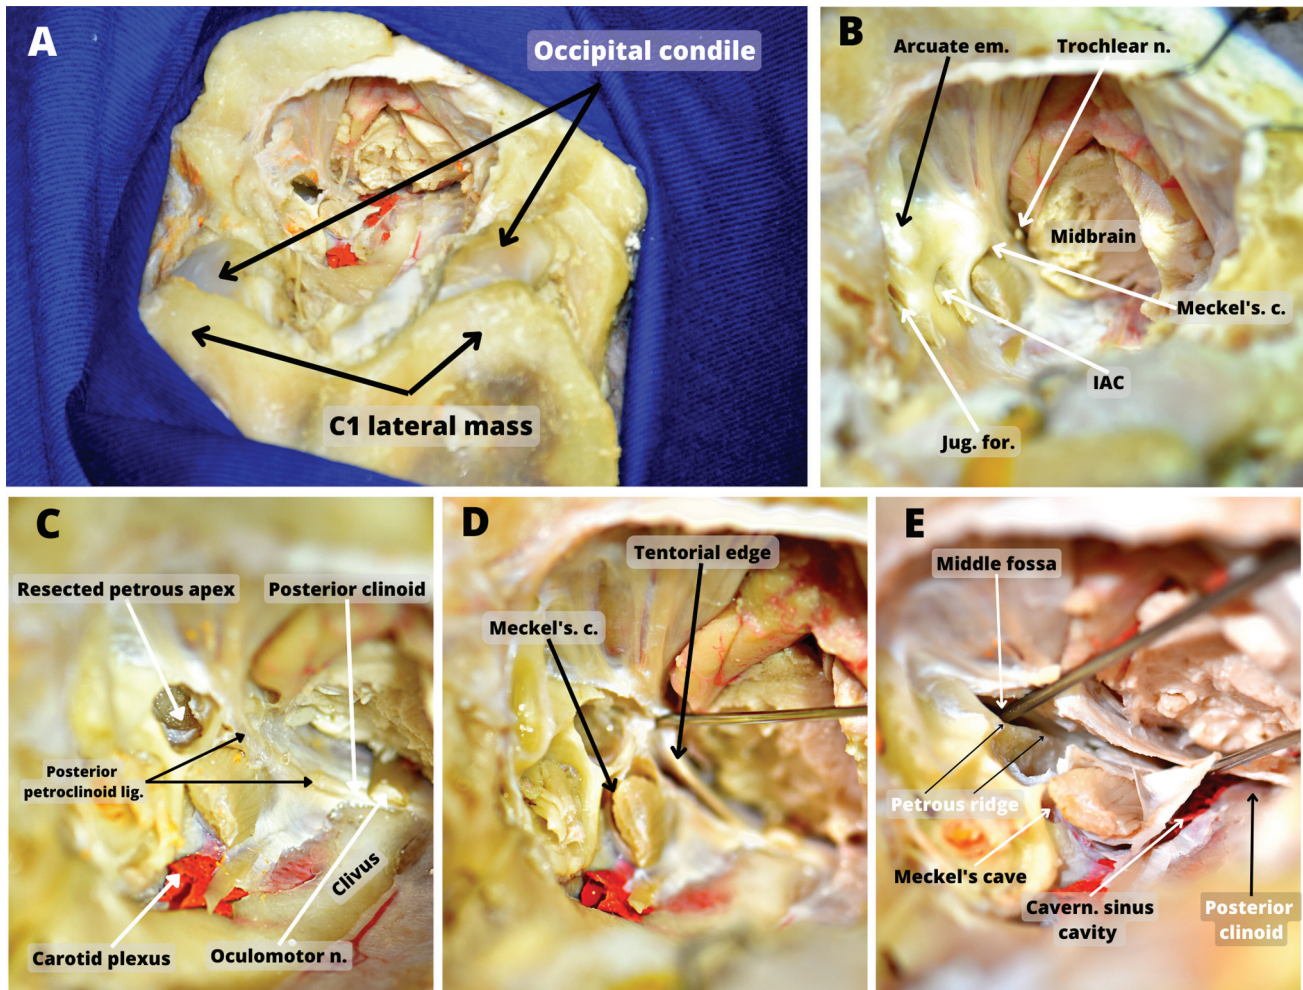 A
Occipital condile
C1 lateral mass
B
Arcuate em.
Trochlear n.
Midbrain
Meckel's. c.
IAC
Jug. for.
C
Resected petrous apex
Posterior clinoid
Posterior
petroclinoid lig.
Clivus
Carotid plexus
Oculomotor n.
D
Tentorial edge
Meckel's. c.
E
Middle fossa
Petrous ridge
Meckel's cave
Cavern. sinus
cavity
Posterior
clinoid